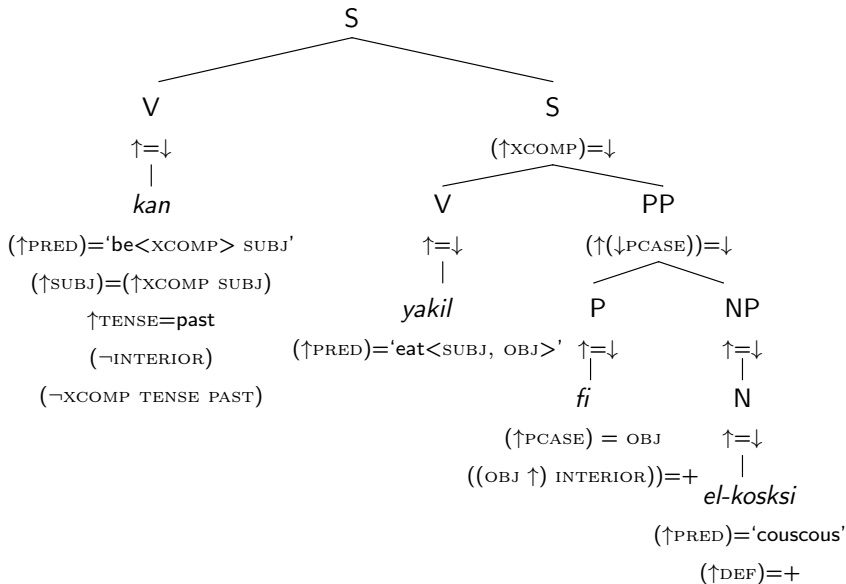 S
V S
↑=↓ (↑XCOMP)=↓
kan V PP
(↑PRED)=‘be<XCOMP> SUBJ’ ↑=↓ (↑(↓PCASE))=↓
(↑SUBJ)=(↑XCOMP SUBJ) yakil P NP
↑TENSE=past (↑PRED)=‘eat<SUBJ, OBJ>’ ↑=↓ ↑=↓
(¬INTERIOR) fi N
(¬XCOMP TENSE PAST) (↑PCASE) = OBJ ↑=↓
((OBJ ↑) INTERIOR))=+ el-kosksi
(↑PRED)=‘couscous’
(↑DEF)=+